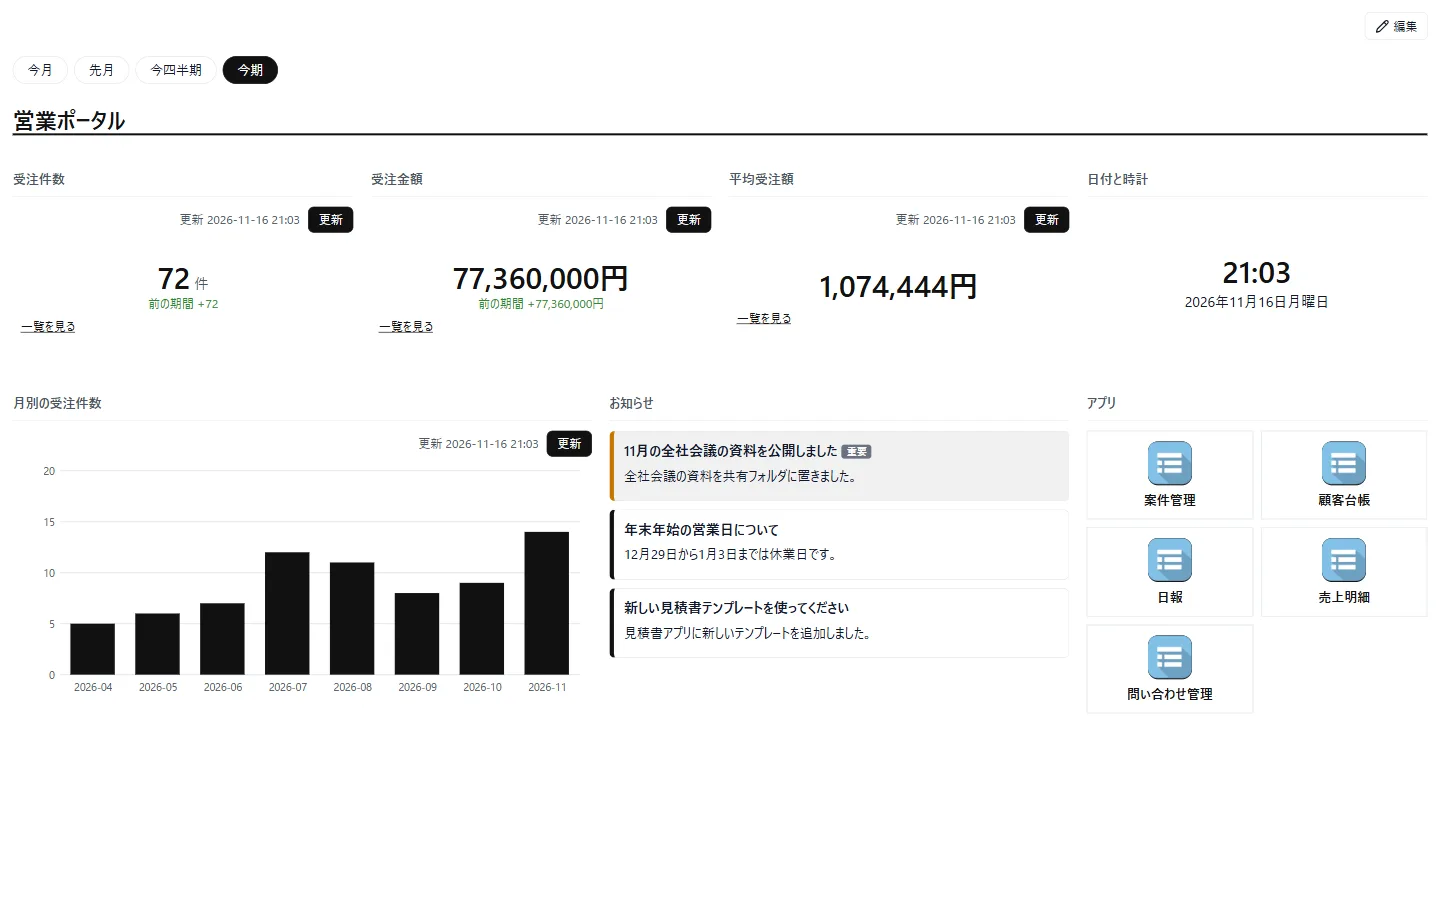 編集
今月 先月 今四半期 今期
営業ポータル
受注件数
更新 2026-11-16 21:03 更新
72 件
前の期間 +72
一覧を見る
受注金額
更新 2026-11-16 21:03 更新
77,360,000円
前の期間 +77,360,000円
一覧を見る
平均受注額
更新 2026-11-16 21:03 更新
1,074,444円
一覧を見る
日付と時計
21:03
2026年11月16日月曜日
月別の受注件数
更新 2026-11-16 21:03 更新
20
15
10
5
0
2026-04 2026-05 2026-06 2026-07 2026-08 2026-09 2026-10 2026-11
お知らせ
11月の全社会議の資料を公開しました 重要
全社会議の資料を共有フォルダに置きました。
年末年始の営業日について
12月29日から1月3日までは休業日です。
新しい見積書テンプレートを使ってください
見積書アプリに新しいテンプレートを追加しました。
アプリ
案件管理 顧客台帳
日報 売上明細
問い合わせ管理